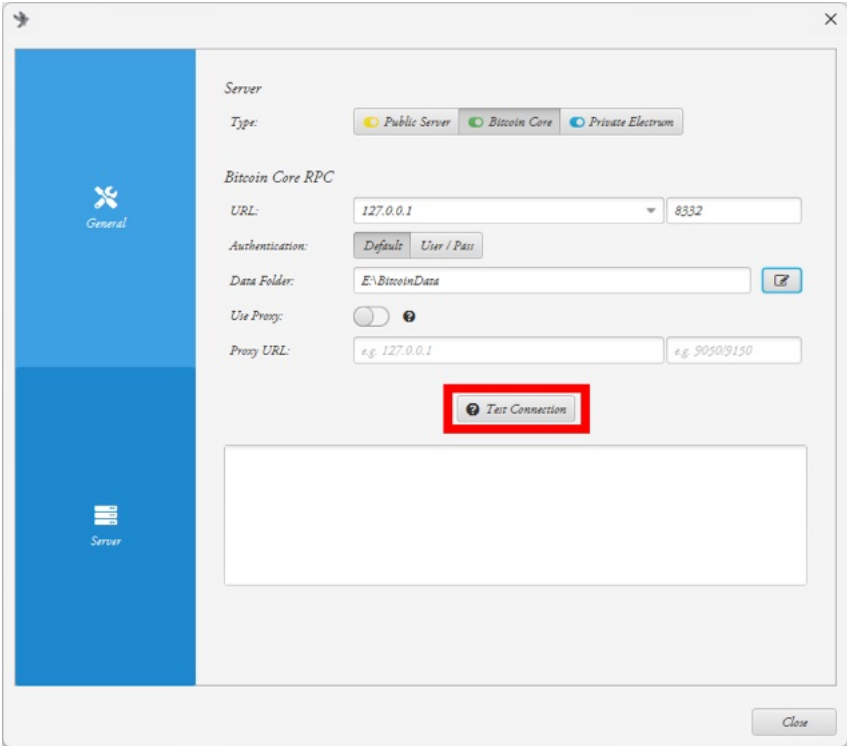 General
Server
Server
Type: Public Server Bitcoin Core Private Electrum
Bitcoin Core RPC
URL: 127.0.0.1 8332
Authentication: Default User / Pass
Data Folder: E:\BitcoinData
Use Proxy: ?
Proxy URL: e.g. 127.0.0.1 e.g. 9050/9150
? Test Connection
Close